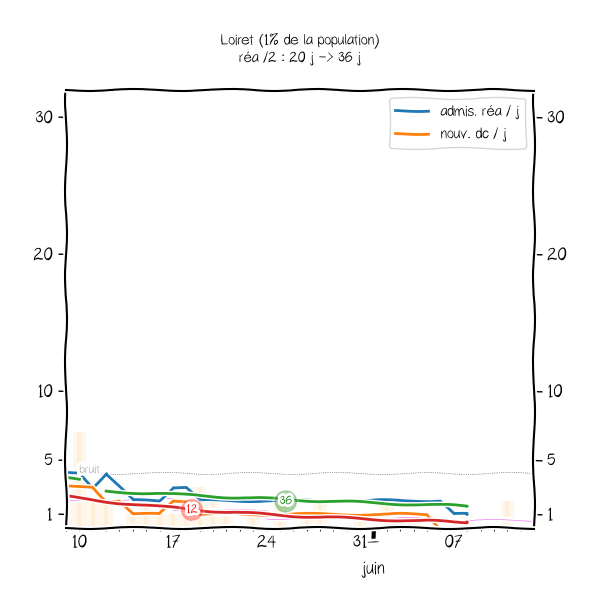 Loiret (1% de la population)
réa /2 : 20 j -> 36 j
admis. réa / j
nouv. dc / j
30
30
20
20
10
10
5
5
bruit
36
12
1
1
10
17
24
31
07
juin